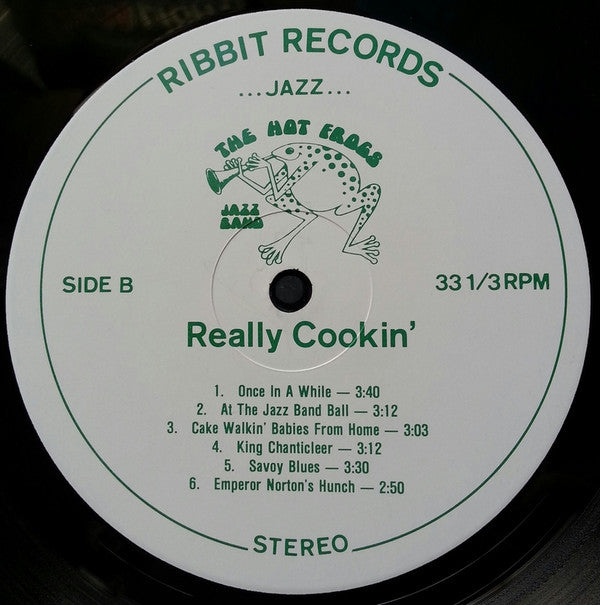 RIBBIT RECORDS
...JAZZ...
THE HOT FROGS
JAZZ
BAND
SIDE B
33 1/3 RPM
Really Cookin'
1. Once In A While — 3:40
2. At The Jazz Band Ball — 3:12
3. Cake Walkin' Babies From Home — 3:03
4. King Chanticleer — 3:12
5. Savoy Blues — 3:30
6. Emperor Norton's Hunch — 2:50
STEREO